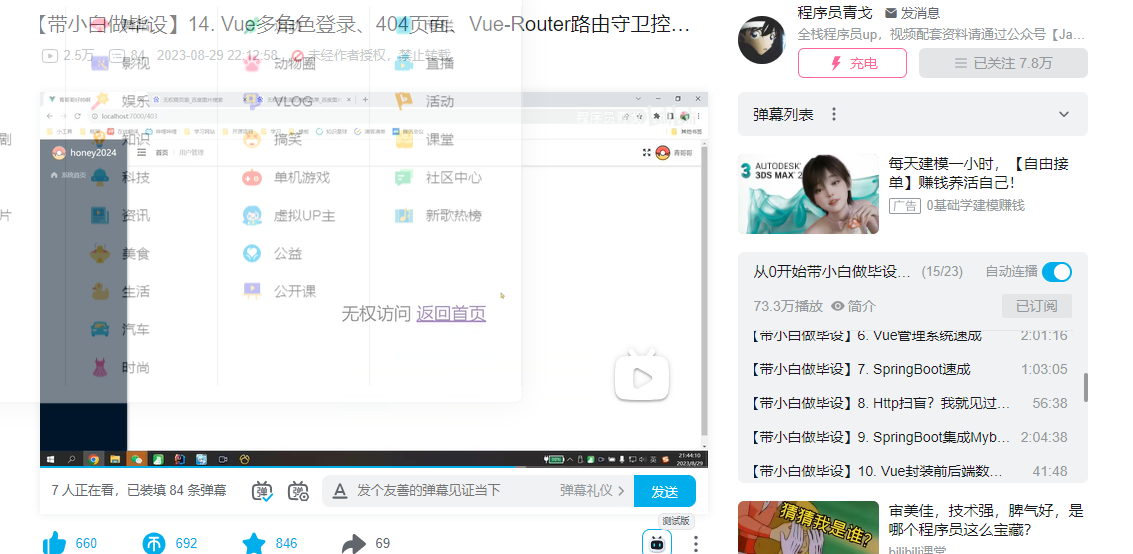 【带小白做毕设】14. Vue多角色登录、404页面、Vue-Router路由守卫控...
2.5万 84 2023-08-29 22:12:58 未经作者授权，禁止转载
影视 动物圈 直播
娱乐 VLOG 活动
知识 搞笑 课堂
科技 单机游戏 社区中心
资讯 虚拟UP主 新歌热榜
美食 公益
生活 公开课
汽车
时尚
剧
片
localhost:7000/403
honey2024
首页
用户管理
青哥哥
系统首页
无权访问 返回首页
21:44:10
2023/8/29
7 人正在看，已装填 84 条弹幕
弹
弹
A 发个友善的弹幕见证当下
弹幕礼仪
发送
测试版
660 692 846 69
程序员青戈 发消息
全栈程序员up，视频配套资料请通过公众号【Ja...
充电
已关注 7.8万
弹幕列表
AUTODESK
3DS MAX
每天建模一小时，【自由接
单】赚钱养活自己！
广告 0基础学建模赚钱
从0开始带小白做毕设... (15/23) 自动连播
73.3万播放 简介 已订阅
【带小白做毕设】6. Vue管理系统速成 2:01:16
【带小白做毕设】7. SpringBoot速成 1:03:05
【带小白做毕设】8. Http扫盲？我就见过... 56:38
【带小白做毕设】9. SpringBoot集成Myb... 2:04:38
【带小白做毕设】10. Vue封装前后端数... 41:48
猜猜我是谁?
审美佳，技术强，脾气好，是
哪个程序员这么宝藏？
bilibili课堂